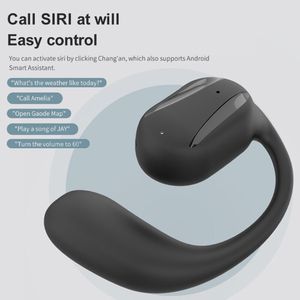 Call SIRI at will
Easy control
You can activate siri by clicking Chang'an, which also supports Android
Smart Assistant.
"What's the weather like today?"
"Call Amelia"
"Open Gaode Map"
"Play a song of JAY"
"Turn the volume to 60"